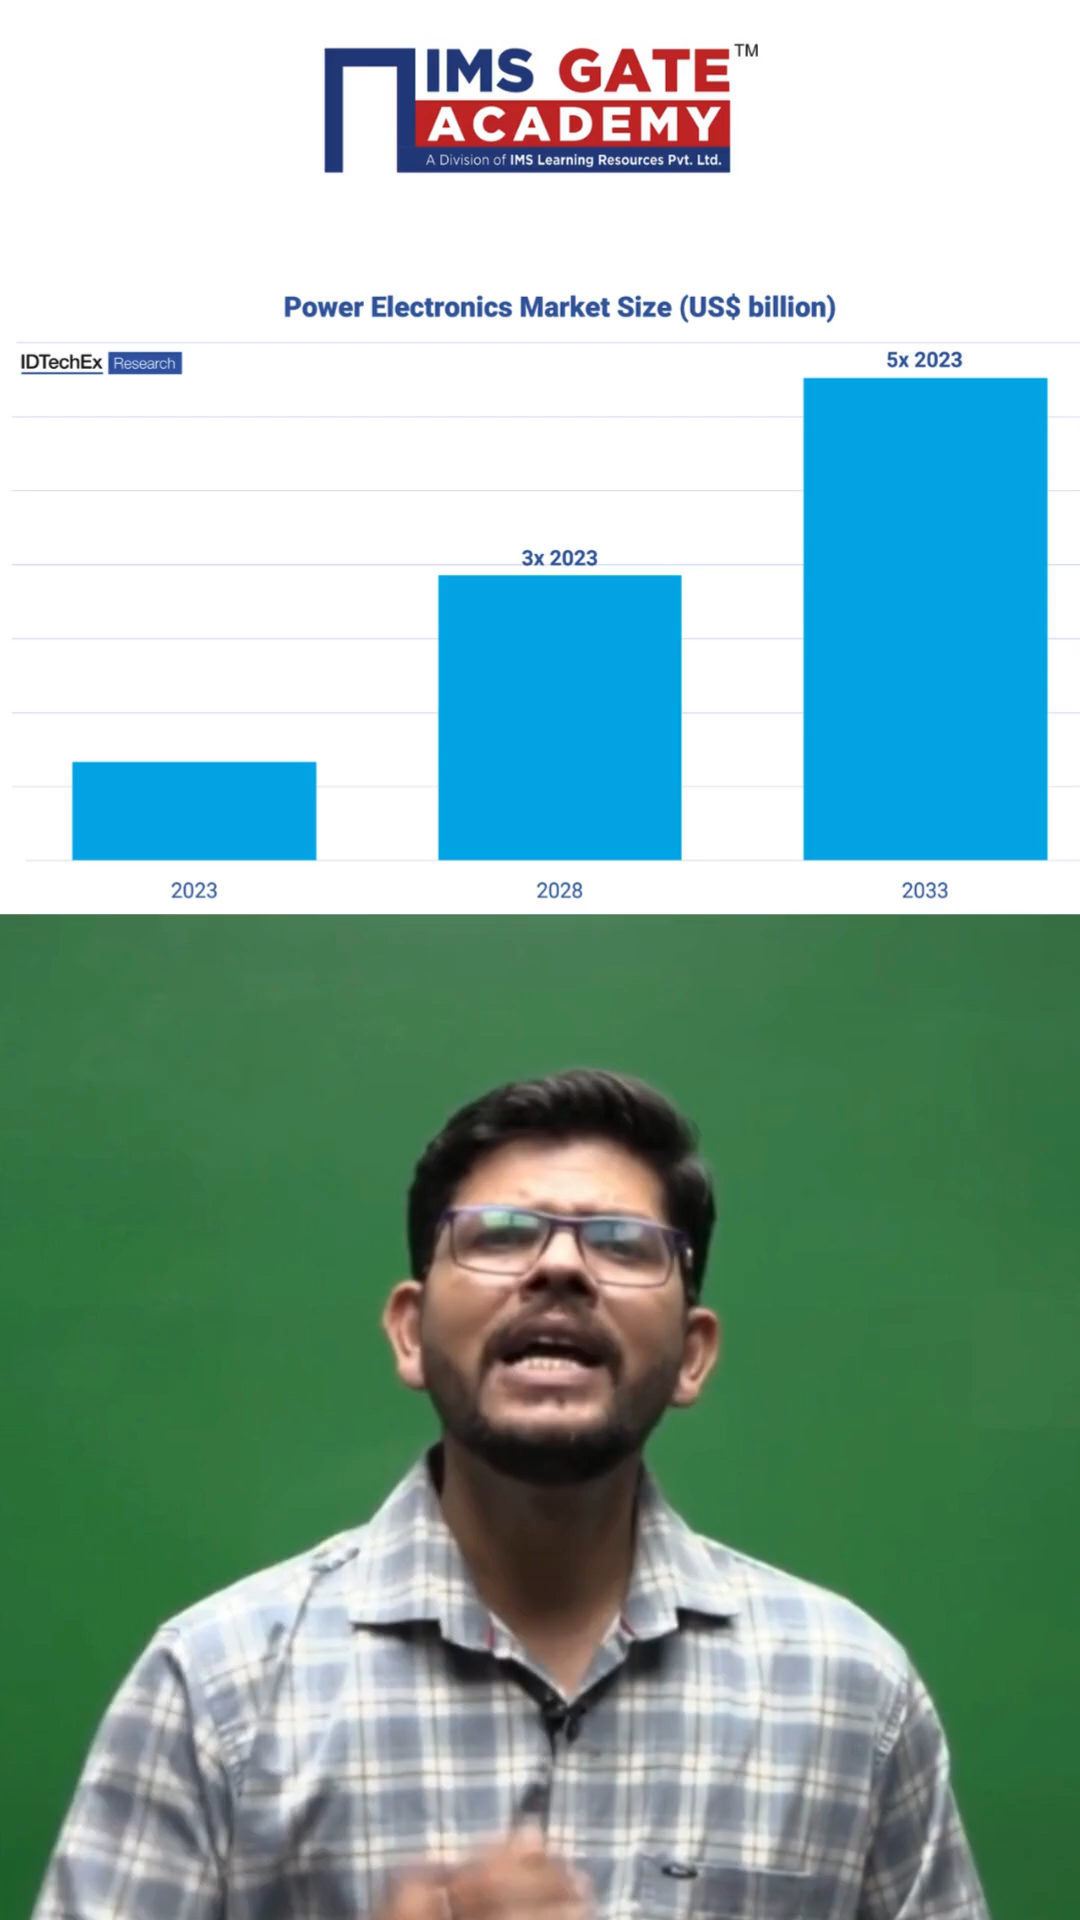 IMS GATE™
ACADEMY
A Division of IMS Learning Resources Pvt. Ltd.
Power Electronics Market Size (US$ billion)
IDTechEx Research
5x 2023
3x 2023
2023 2028 2033